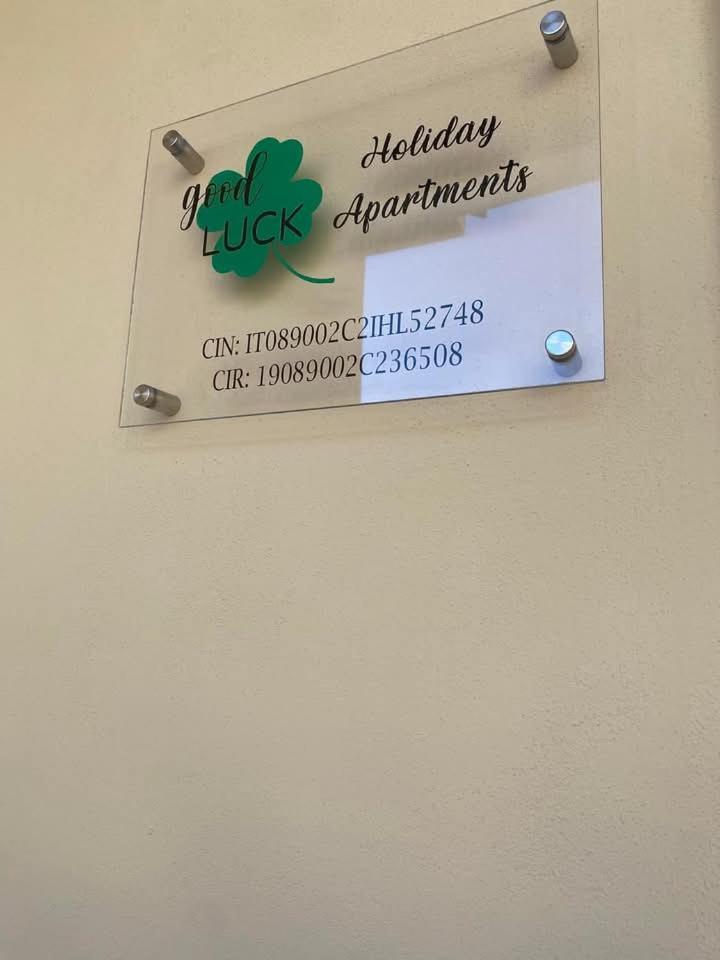 good
LUCK
Holiday
Apartments
CIN: IT089002C2IHL52748
CIR: 19089002C236508